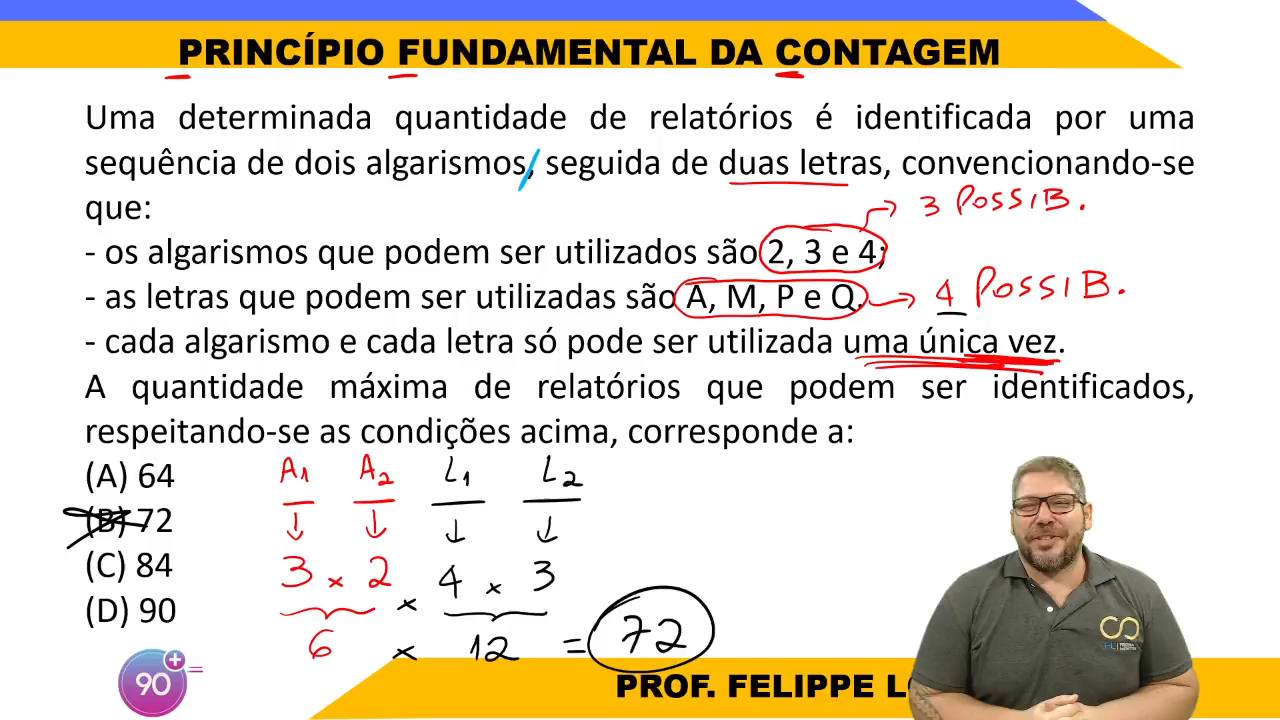 PRINCÍPIO FUNDAMENTAL DA CONTAGEM
Uma determinada quantidade de relatórios é identificada por uma
sequência de dois algarismos, seguida de duas letras, convencionando-se
que:
3 POSSIB.
- os algarismos que podem ser utilizados são 2, 3 e 4;
- as letras que podem ser utilizadas são A, M, P e Q.
4 POSSIB.
- cada algarismo e cada letra só pode ser utilizada uma única vez.
A quantidade máxima de relatórios que podem ser identificados,
respeitando-se as condições acima, corresponde a:
(A) 64
(B) 72
(C) 84
(D) 90
A1 A2 L1 L2
3 × 2 × 4 × 3
6 × 12 = 72
90+
PROF. FELIPPE L